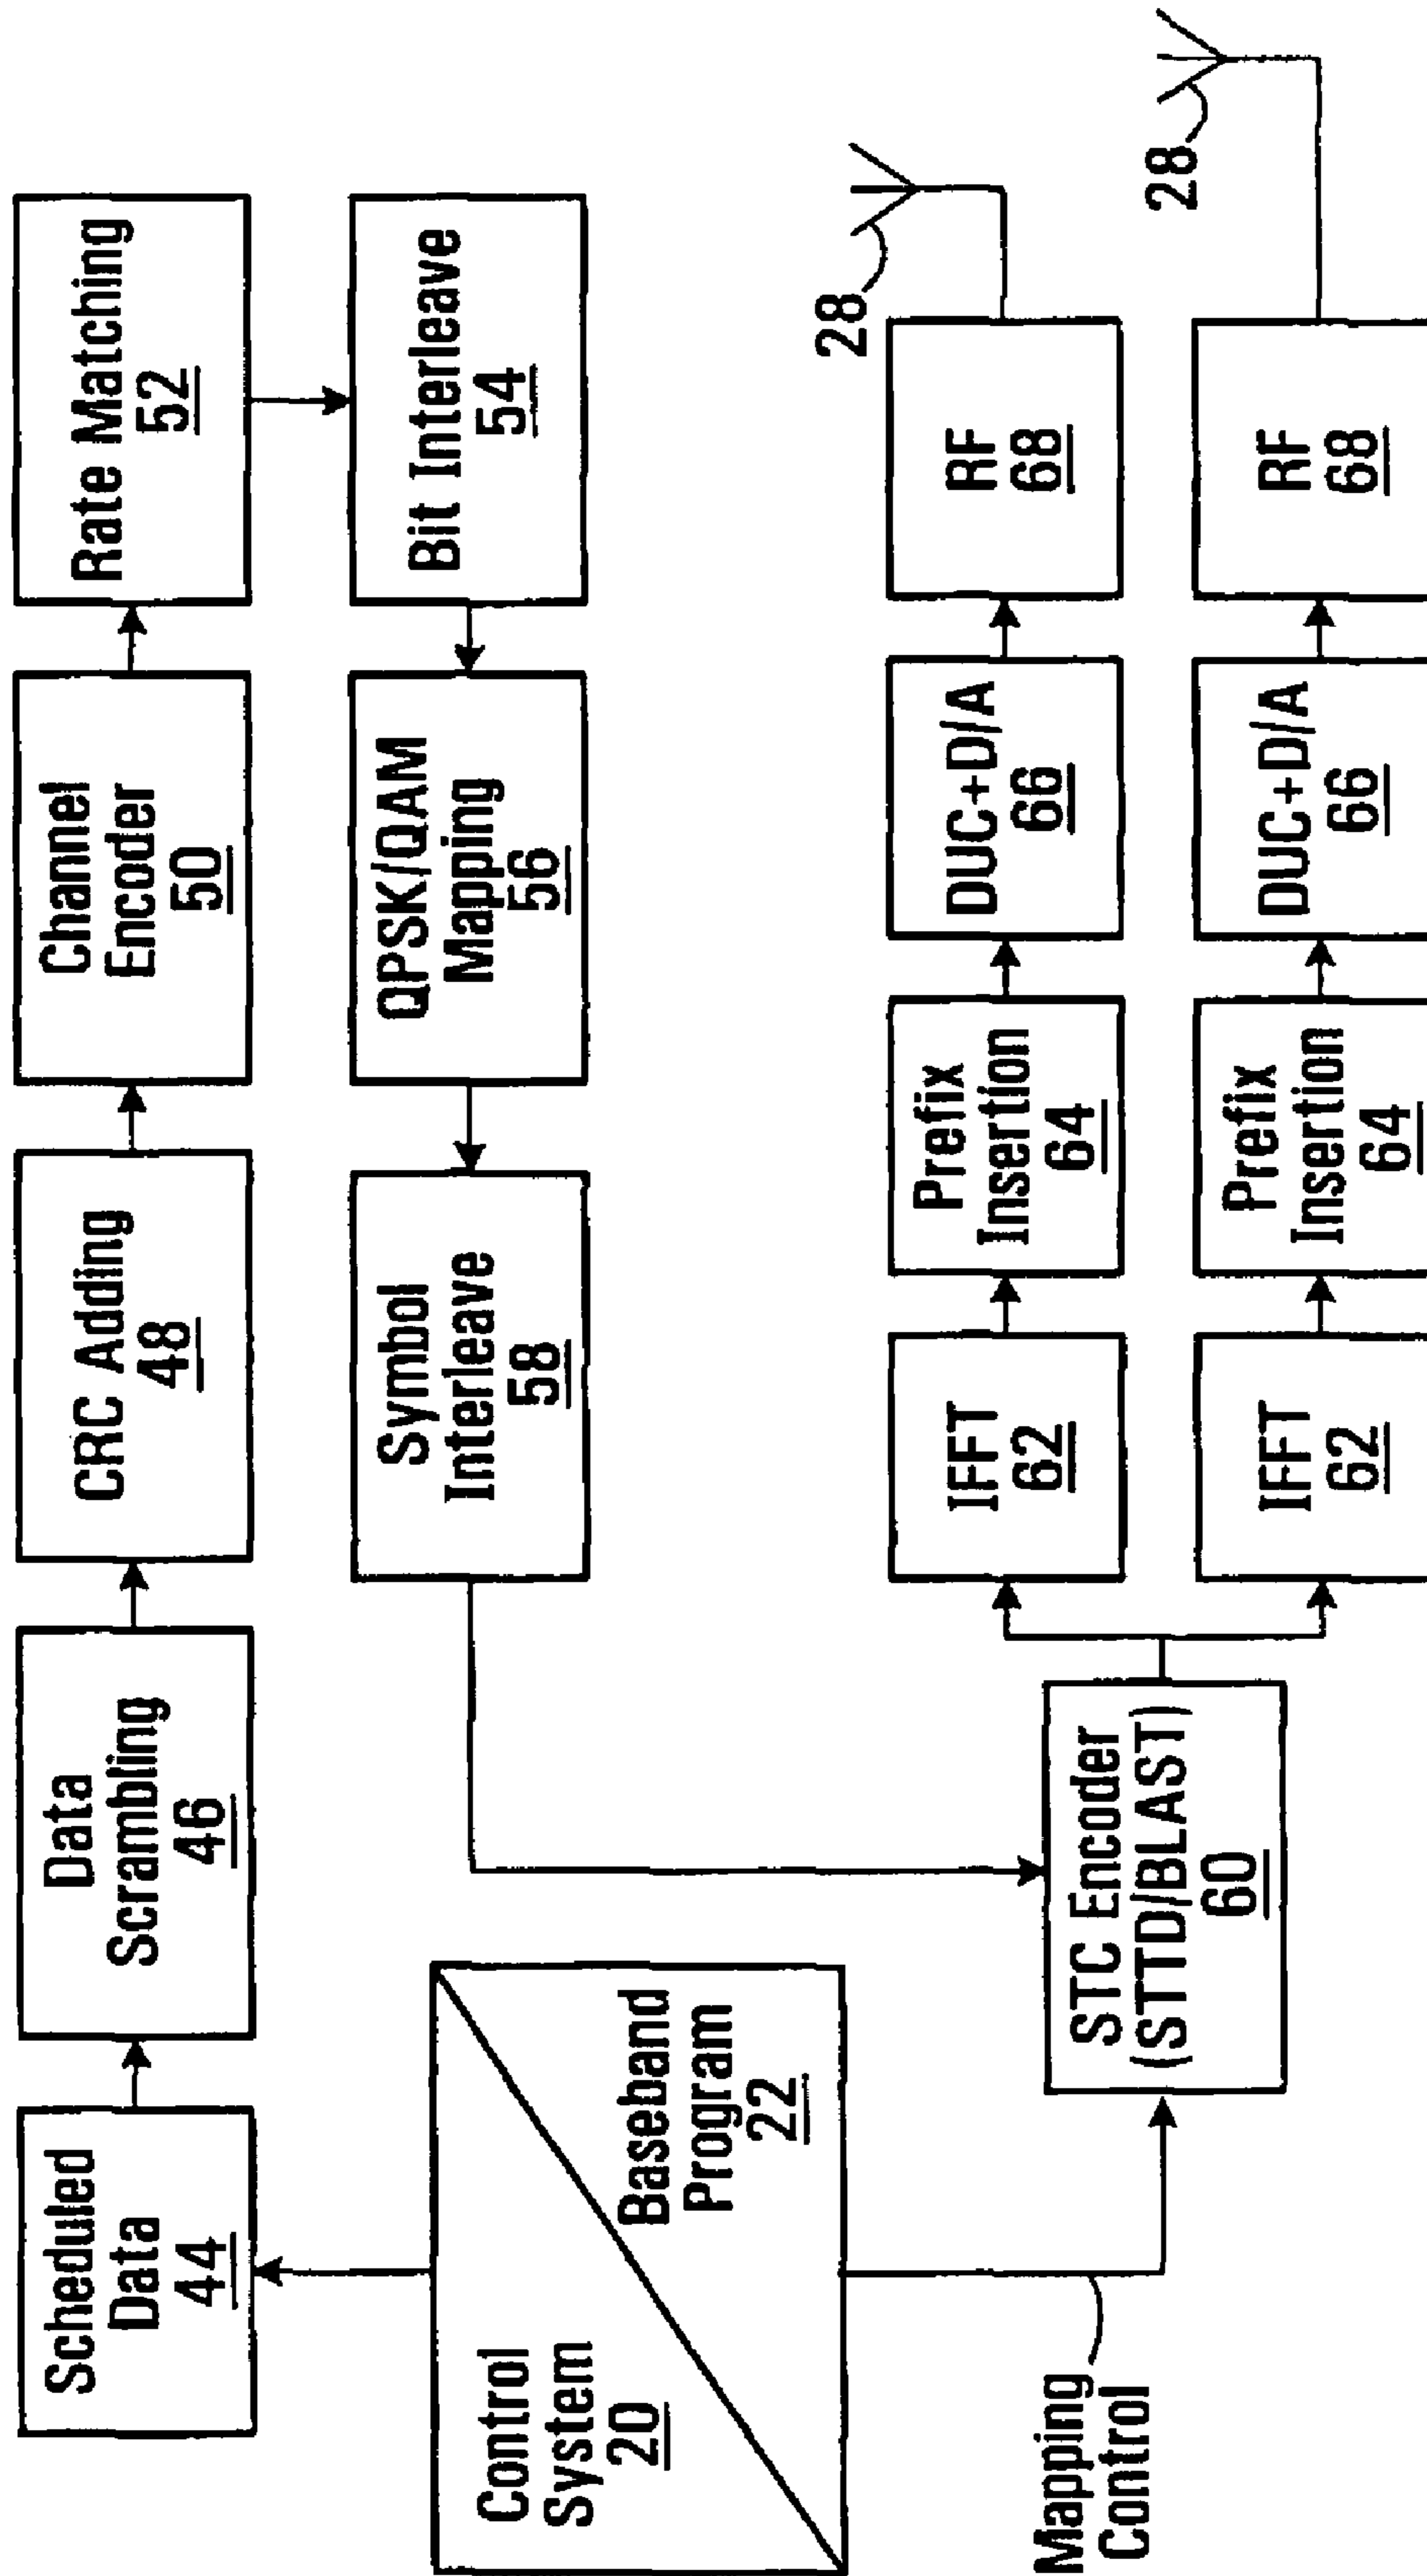 Scheduled
Data
44
Data
Scrambling
46
CRC Adding
48
Channel
Encoder
50
Rate Matching
52
Bit Interleave
54
QPSK/QAM
Mapping
56
Symbol
Interleave
58
Control
System
20
Baseband
Program
22
Mapping
Control
STC Encoder
(STTD/BLAST)
60
IFFT
62
Prefix
Insertion
64
DUC+D/A
66
RF
68
28
IFFT
62
Prefix
Insertion
64
DUC+D/A
66
RF
68
28